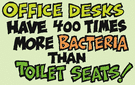 OFFICE DESKS
HAVE 400 TIMES
MORE BACTERIA
THAN
TOILET SEATS!